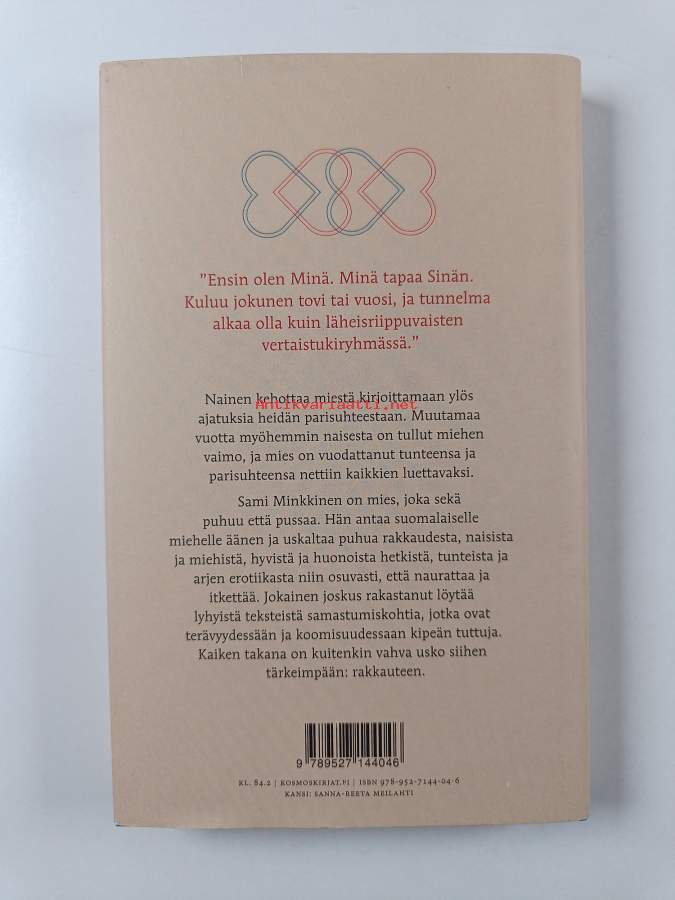 ”Ensin olen Minä. Minä tapaa Sinän.
Kuluu jokunen tovi tai vuosi, ja tunnelma
alkaa olla kuin läheisriippuvaisten
vertaistukiryhmässä.”
Nainen kehottaa miestä kirjoittamaan ylös
Antikvariaatti.net
ajatuksia heidän parisuhteestaan. Muutamaa
vuotta myöhemmin naisesta on tullut miehen
vaimo, ja mies on vuodattanut tunteensa ja
parisuhteensa nettiin kaikkien luettavaksi.
Sami Minkkinen on mies, joka sekä
puhuu että pussaa. Hän antaa suomalaiselle
miehelle äänen ja uskaltaa puhua rakkaudesta, naisista
ja miehistä, hyvistä ja huonoista hetkistä, tunteista ja
arjen erotiikasta niin osuvasti, että naurattaa ja
itkettää. Jokainen joskus rakastanut löytää
lyhyistä teksteistä samastumiskohtia, jotka ovat
terävyydessään ja koomisuudessaan kipeän tuttuja.
Kaiken takana on kuitenkin vahva usko siihen
tärkeimpään: rakkauteen.
9 789527 144046
KL. 84.2 | KOSMOSKIRJAT.FI | ISBN 978-952-7144-04-6
KANSI: SANNA-REETA MEILAHTI